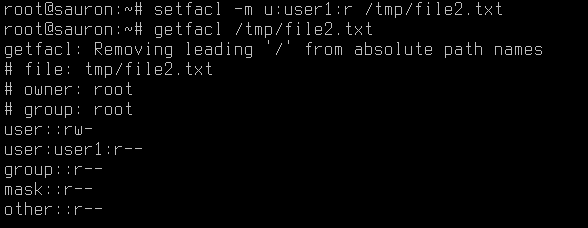 root@sauron:~# setfacl -m u:user1:r /tmp/file2.txt
root@sauron:~# getfacl /tmp/file2.txt
getfacl: Removing leading '/' from absolute path names
# file: tmp/file2.txt
# owner: root
# group: root
user::rw-
user:user1:r--
group::r--
mask::r--
other::r--